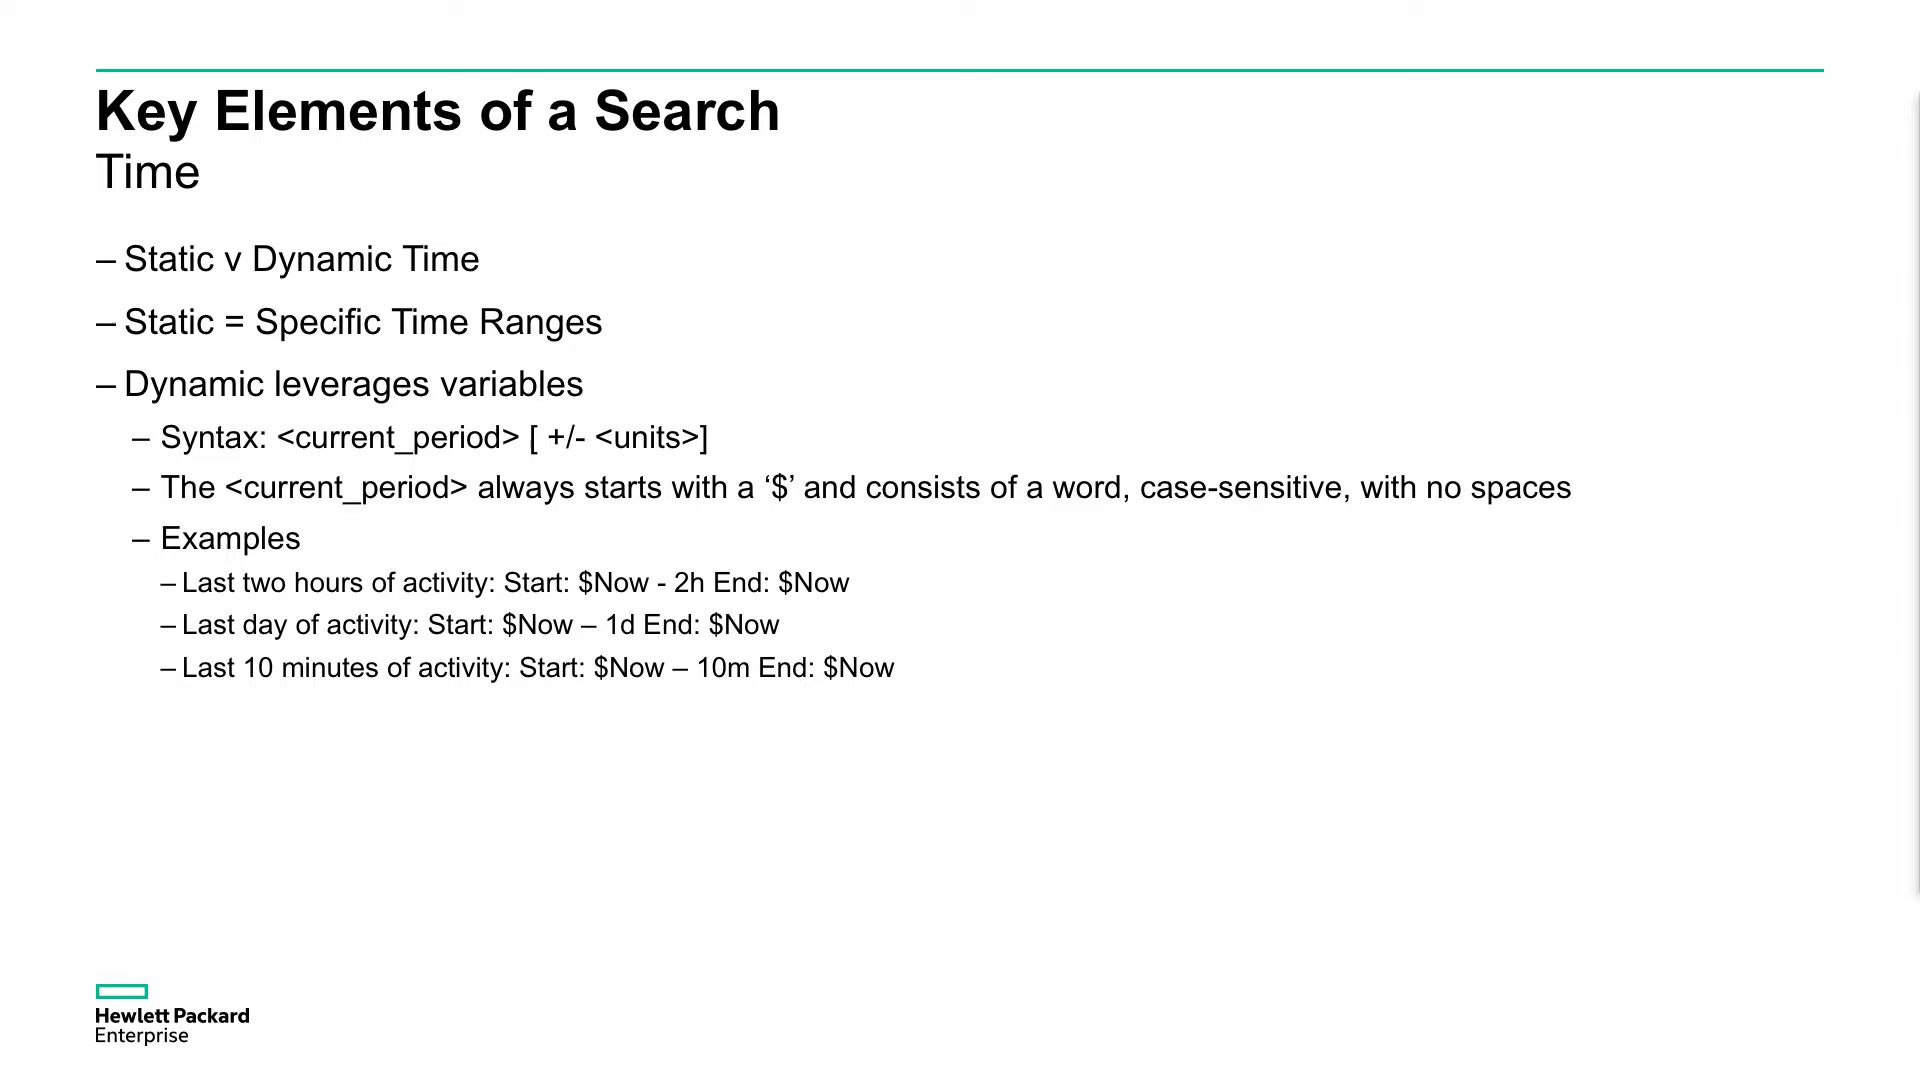 Key Elements of a Search
Time
– Static v Dynamic Time
– Static = Specific Time Ranges
– Dynamic leverages variables
– Syntax: <current_period> [ +/- <units>]
– The <current_period> always starts with a ‘$’ and consists of a word, case-sensitive, with no spaces
– Examples
– Last two hours of activity: Start: $Now - 2h End: $Now
– Last day of activity: Start: $Now – 1d End: $Now
– Last 10 minutes of activity: Start: $Now – 10m End: $Now
Hewlett Packard
Enterprise